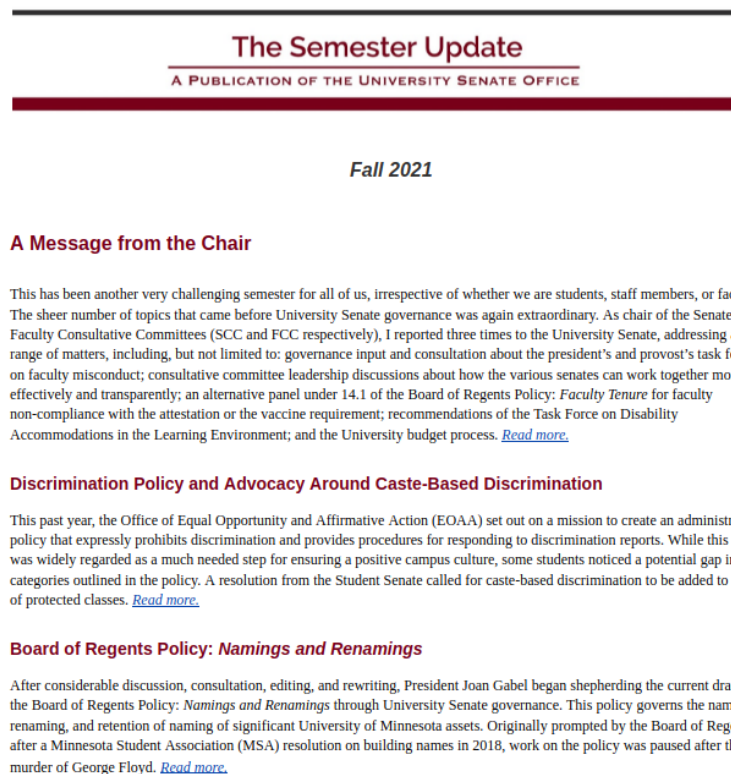 The Semester Update
A PUBLICATION OF THE UNIVERSITY SENATE OFFICE
Fall 2021
A Message from the Chair
This has been another very challenging semester for all of us, irrespective of whether we are students, staff members, or
The sheer number of topics that came before University Senate governance was again extraordinary. As chair of the Senate
Faculty Consultative Committees (SCC and FCC respectively), I reported three times to the University Senate, addressing
range of matters, including, but not limited to: governance input and consultation about the president's and provost's task
on faculty misconduct; consultative committee leadership discussions about how the various senates can work together
effectively and transparently; an alternative panel under 14.1 of the Board of Regents Policy: Faculty Tenure for faculty
non-compliance with the attestation or the vaccine requirement; recommendations of the Task Force on Disability
Accommodations in the Learning Environment; and the University budget process. Read more.
Discrimination Policy and Advocacy Around Caste-Based Discrimination
This past year, the Office of Equal Opportunity and Affirmative Action (EOAA) set out on a mission to create an
policy that expressly prohibits discrimination and provides procedures for responding to discrimination reports. While this
was widely regarded as a much needed step for ensuring a positive campus culture, some students noticed a potential gap
categories outlined in the policy. A resolution from the Student Senate called for caste-based discrimination to be added to
of protected classes. Read more.
Board of Regents Policy: Namings and Renamings
After considerable discussion, consultation, editing, and rewriting, President Joan Gabel began shepherding the current
the Board of Regents Policy: Namings and Renamings through University Senate governance. This policy governs the
renaming, and retention of naming of significant University of Minnesota assets. Originally prompted by the Board of
after a Minnesota Student Association (MSA) resolution on building names in 2018, work on the policy was paused after
murder of George Floyd. Read more.